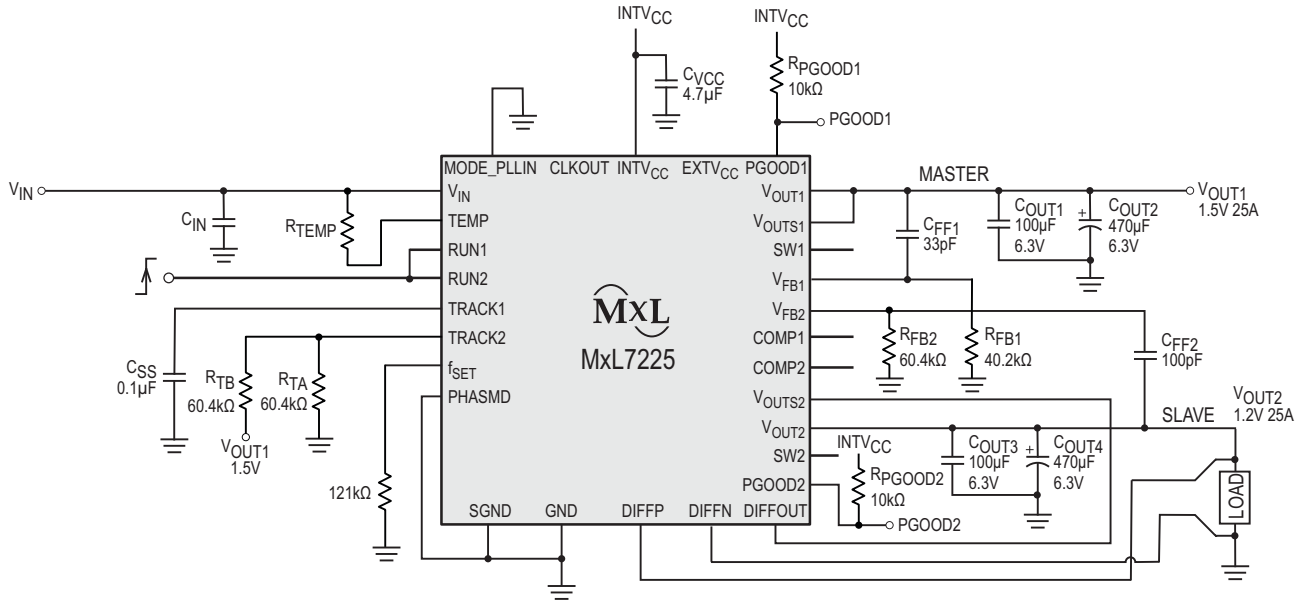 INTVCC
INTVCC
CVCC
4.7µF
RPGOOD1
10kΩ
PGOOD1
MODE_PLLIN CLKOUT INTVCC EXTVCC PGOOD1
VIN
CIN
RTEMP
VIN
TEMP
RUN1
RUN2
TRACK1
TRACK2
fSET
PHASMD
CSS
0.1µF
RTB
60.4kΩ
RTA
60.4kΩ
VOUT1
1.5V
121kΩ
MXL
MxL7225
VOUT1
VOUTS1
SW1
VFB1
VFB2
COMP1
COMP2
VOUTS2
VOUT2
SW2
PGOOD2
SGND GND DIFFP DIFFN DIFFOUT
MASTER
CFF1
33pF
COUT1
100µF
6.3V
+
COUT2
470µF
6.3V
VOUT1
1.5V 25A
RFB2
60.4kΩ
RFB1
40.2kΩ
CFF2
100pF
SLAVE
VOUT2
1.2V 25A
INTVCC
RPGOOD2
10kΩ
PGOOD2
COUT3
100µF
6.3V
+
COUT4
470µF
6.3V
LOAD